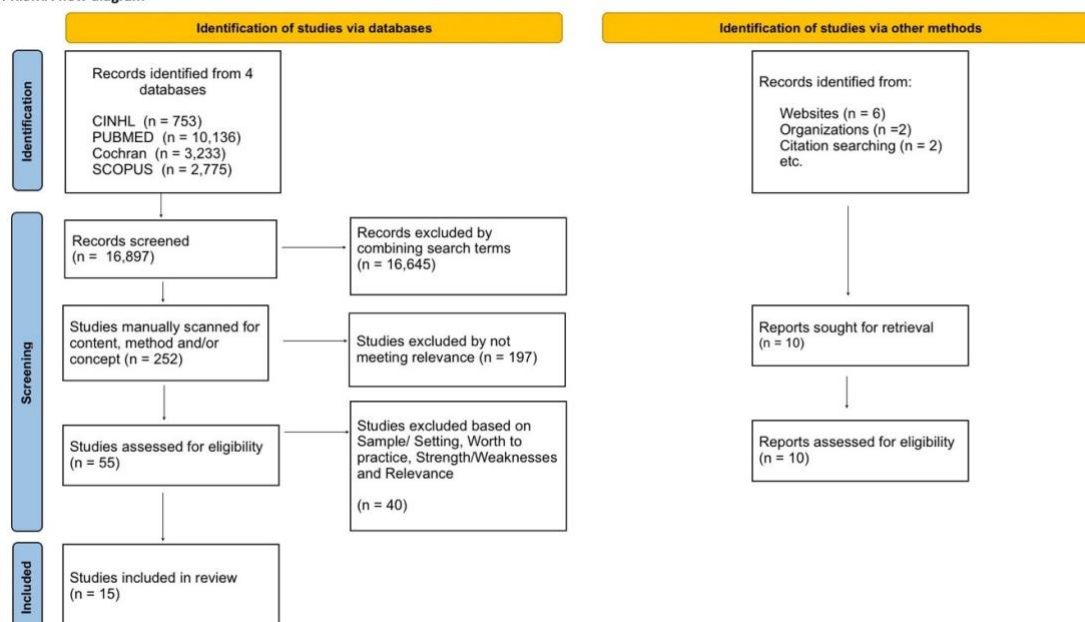 PRISMA flow diagram
Identification of studies via databases
Identification of studies via other methods
Identification
Records identified from 4
databases
CINHL (n = 753)
PUBMED (n = 10,136)
Cochran (n = 3,233)
SCOPUS (n = 2,775)
Records identified from:
Websites (n = 6)
Organizations (n =2)
Citation searching (n = 2)
etc.
Screening
Records screened
(n = 16,897)
Records excluded by
combining search terms
(n = 16,645)
Studies manually scanned for
content, method and/or
concept (n = 252)
Studies excluded by not
meeting relevance (n = 197)
Reports sought for retrieval
(n = 10)
Studies assessed for eligibility
(n = 55)
Studies excluded based on
Sample/ Setting, Worth to
practice, Strength/Weaknesses
and Relevance
(n = 40)
Reports assessed for eligibility
(n = 10)
Included
Studies included in review
(n = 15)